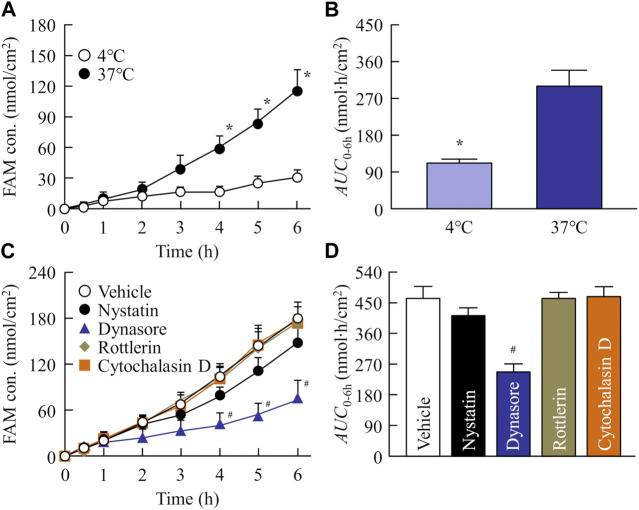 A
FAM con. (nmol/cm²)
180
150
120
90
60
30
0
4℃
37℃
*
*
*
0 1 2 3 4 5 6
Time (h)
B
AUC0-6h (nmol·h/cm²)
450
360
270
180
90
0
*
4℃
37℃
C
FAM con. (nmol/cm²)
240
180
120
60
0
Vehicle
Nystatin
Dynasore
Rottlerin
Cytochalasin D
#
#
#
0 1 2 3 4 5 6
Time (h)
D
AUC0-6h (nmol·h/cm²)
540
450
360
270
180
90
0
#
Vehicle
Nystatin
Dynasore
Rottlerin
Cytochalasin D